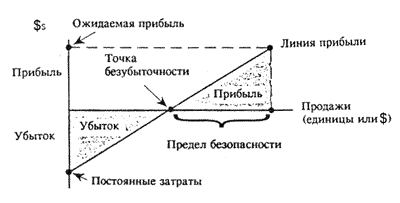 $s
Ожидаемая прибыль
Линия прибыли
Точка
безубыточности
Прибыль
Прибыль
Продажи
(единицы или $)
Убыток
Убыток
Предел безопасности
Постоянные затраты